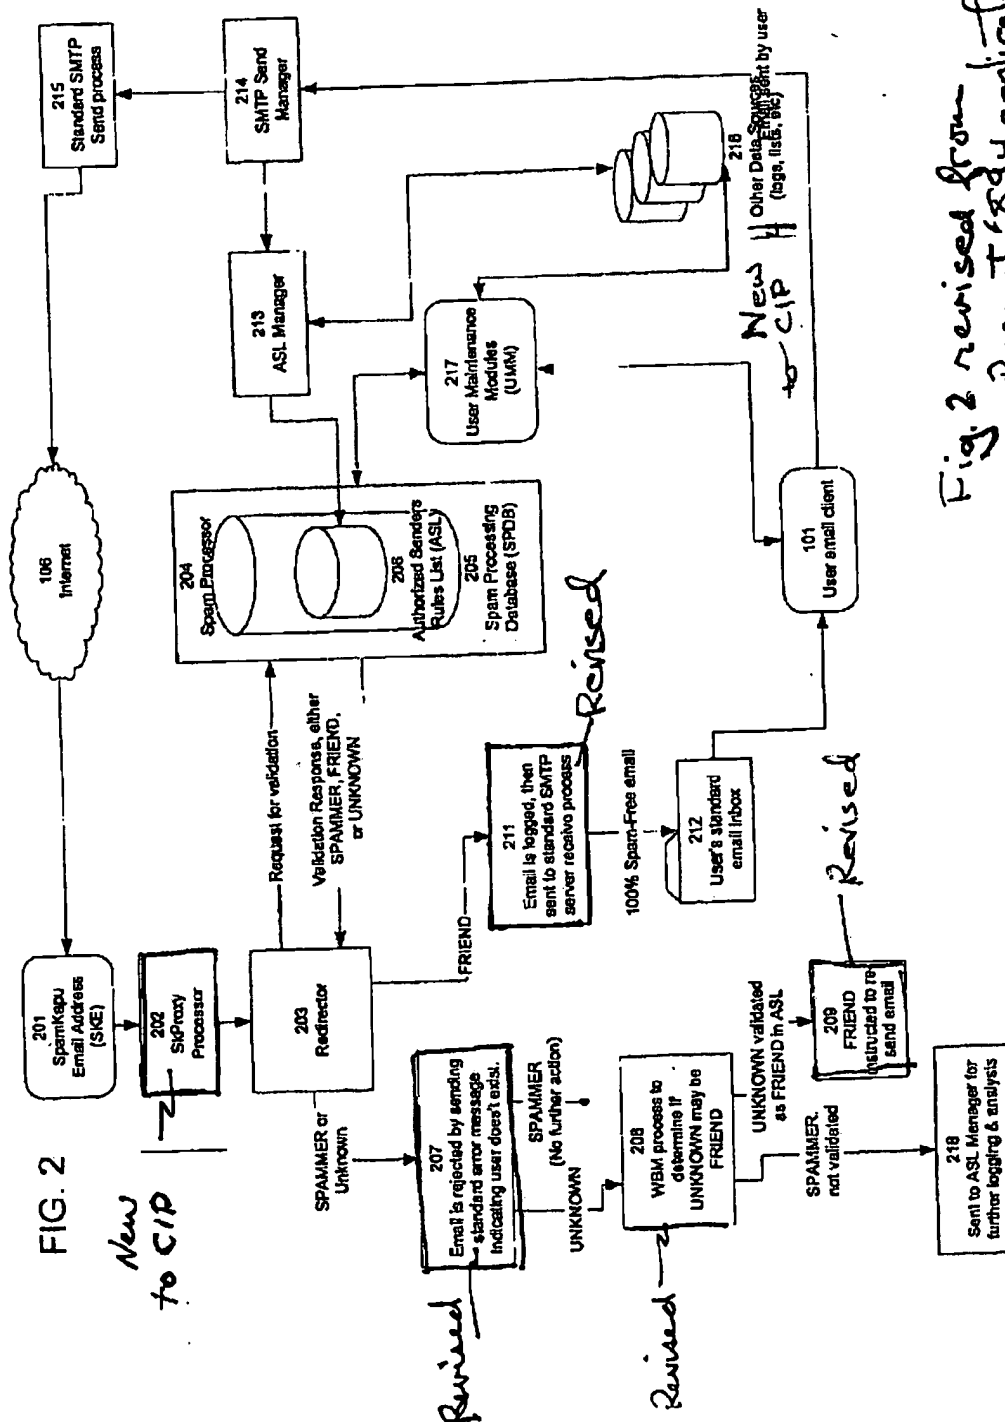 FIG. 2
New
to CIP
201
SpamKapu
Email Address
(SKE)
202
SkProxy
Processor
203
Redirector
106
Internet
215
Standard SMTP
Send process
214
SMTP Send
Manager
213
ASL Manager
204
Spam Processor
206
Authorized Senders
Rules List (ASL)
205
Spam Processing
Database (SPDB)
217
User Maintenance
Modules
(UMM)
216
Other Data Sources
(logs, lists, etc)
Email sent by user
New
to CIP
Request for validation
Validation Response, either
SPAMMER, FRIEND,
or UNKNOWN
SPAMMER or
Unknown
FRIEND
207
Email is rejected by sending
standard error message
indicating user doesn't exist.
Revised
SPAMMER
(No further action)
UNKNOWN
208
WBM process to
determine if
UNKNOWN may be
FRIEND
Revised
UNKNOWN validated
as FRIEND in ASL
SPAMMER.
not validated
209
FRIEND
instructed to re-
send email
Revised
218
Sent to ASL Manager for
further logging & analysis
211
Email is logged, then
sent to standard SMTP
server receive process
Revised
100% Spam-Free email
212
User's standard
email inbox
101
User email client
Fig. 2 revised from